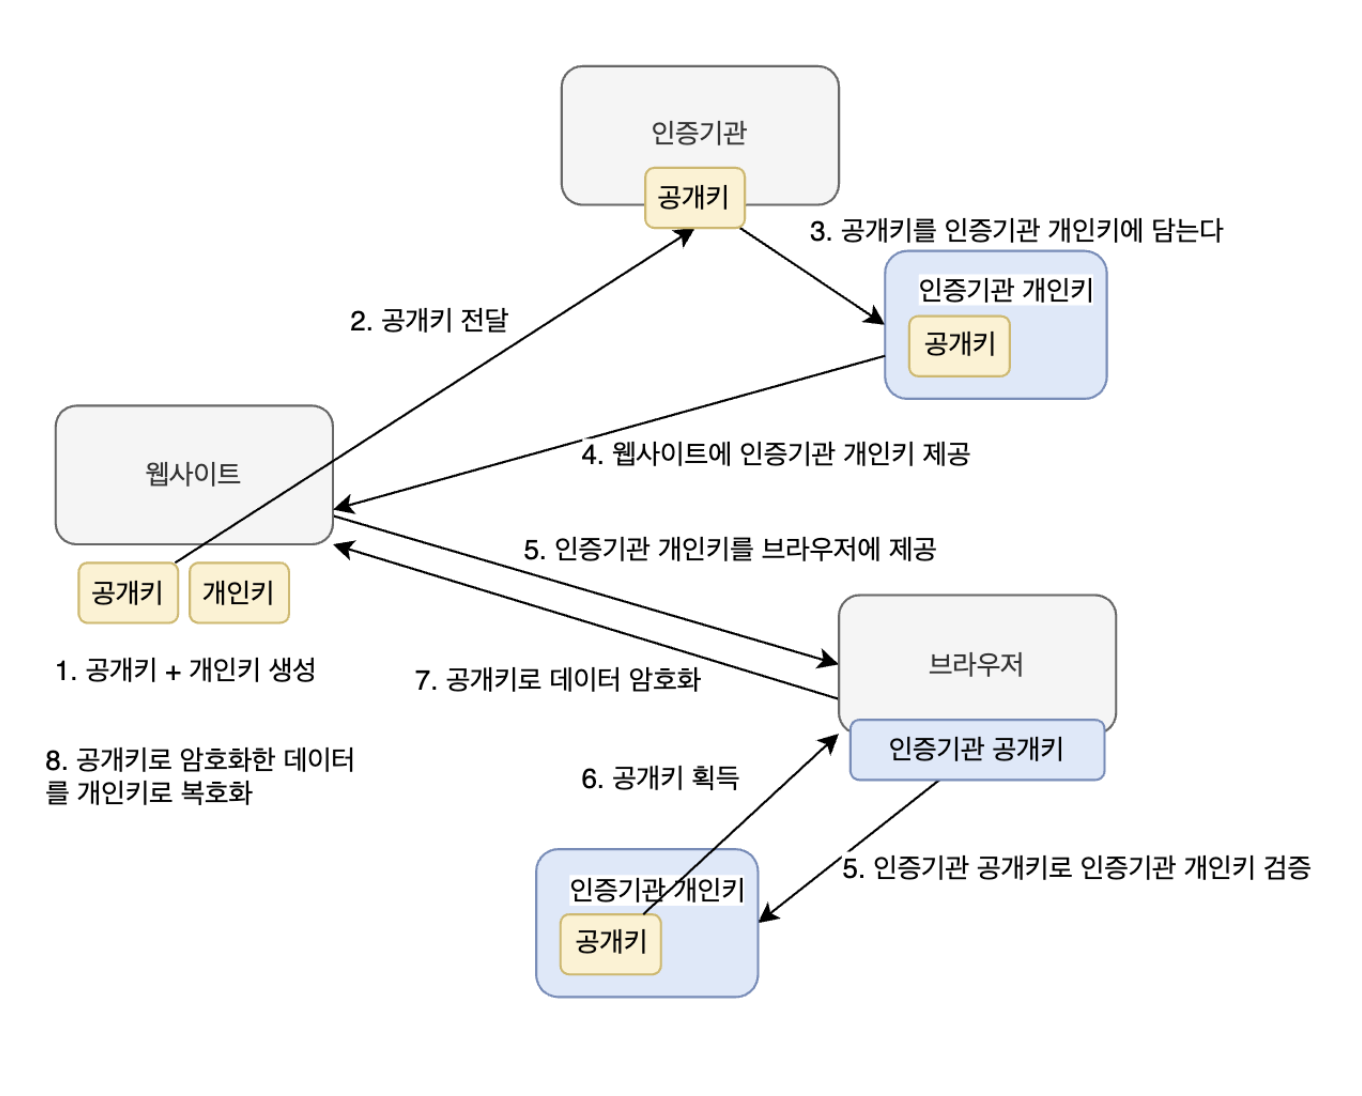 인증기관
공개키
3. 공개키를 인증기관 개인키에 담는다
인증기관 개인키
공개키
2. 공개키 전달
4. 웹사이트에 인증기관 개인키 제공
웹사이트
공개키
개인키
1. 공개키 + 개인키 생성
5. 인증기관 개인키를 브라우저에 제공
브라우저
인증기관 공개키
7. 공개키로 데이터 암호화
8. 공개키로 암호화한 데이터
를 개인키로 복호화
6. 공개키 획득
5. 인증기관 공개키로 인증기관 개인키 검증
인증기관 개인키
공개키